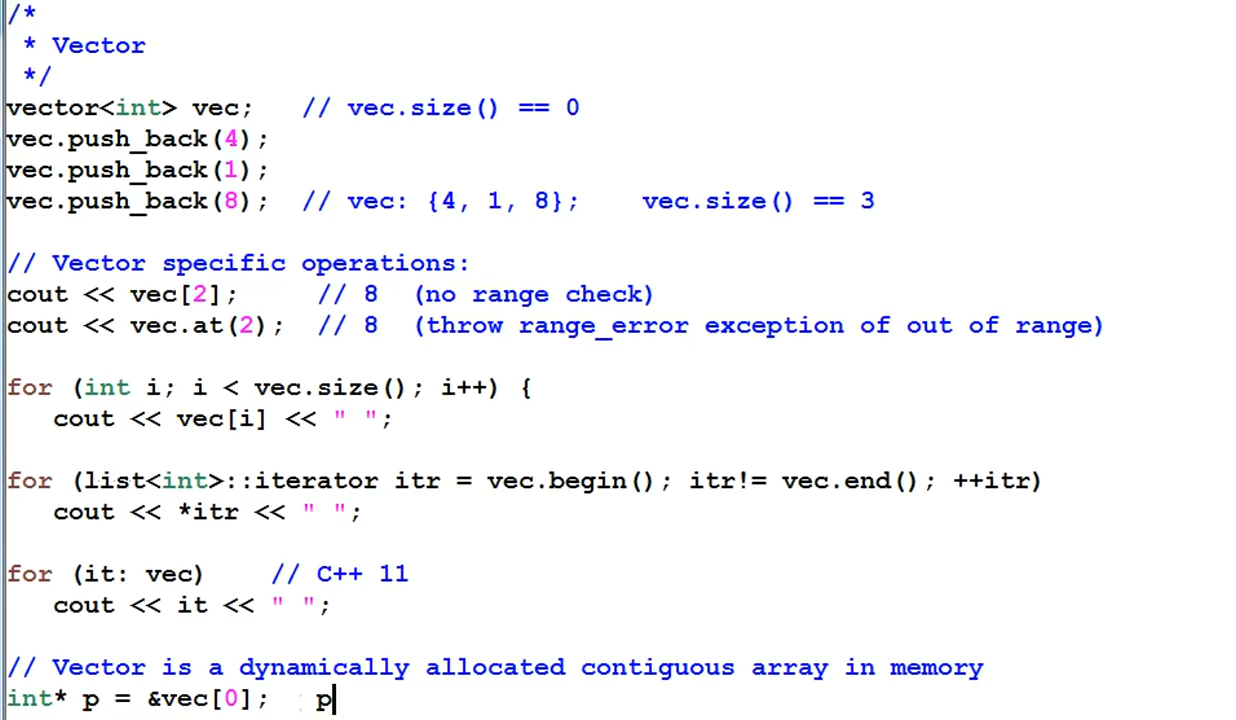 /*
 * Vector
 */
vector<int> vec;   // vec.size() == 0
vec.push_back(4);
vec.push_back(1);
vec.push_back(8);  // vec: {4, 1, 8};    vec.size() == 3

// Vector specific operations:
cout << vec[2];     // 8  (no range check)
cout << vec.at(2);  // 8  (throw range_error exception of out of range)

for (int i; i < vec.size(); i++) {
   cout << vec[i] << " ";

for (list<int>::iterator itr = vec.begin(); itr!= vec.end(); ++itr)
   cout << *itr << " ";

for (it: vec)    // C++ 11
   cout << it << " ";

// Vector is a dynamically allocated contiguous array in memory
int* p = &vec[0];   p